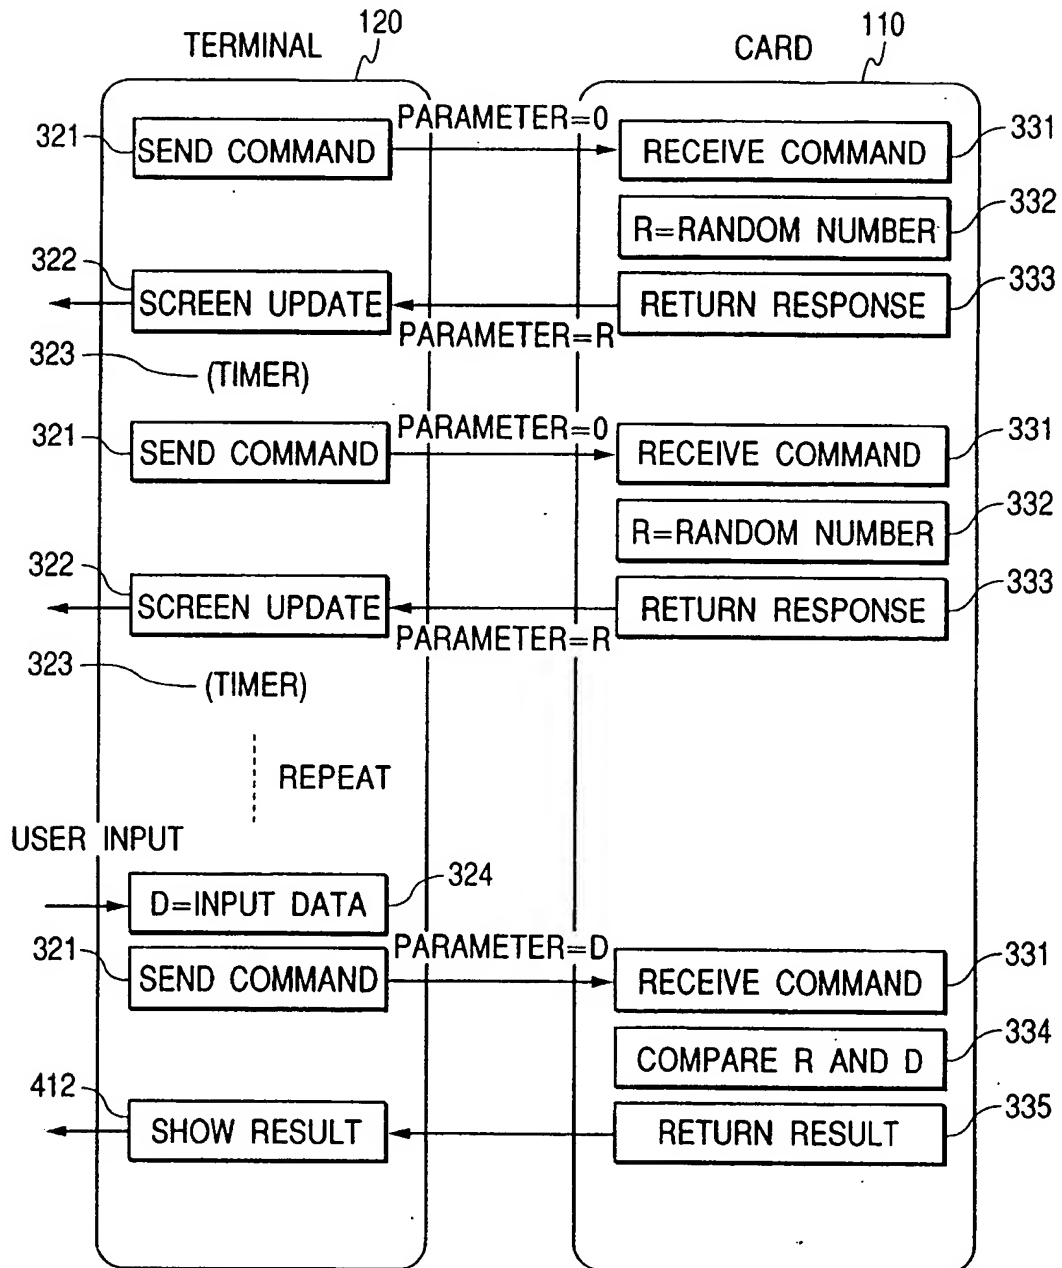 TERMINAL 120 CARD 110
PARAMETER=0
321 SEND COMMAND RECEIVE COMMAND 331
R=RANDOM NUMBER 332
322 SCREEN UPDATE RETURN RESPONSE 333
PARAMETER=R
323 (TIMER)
PARAMETER=0
321 SEND COMMAND RECEIVE COMMAND 331
R=RANDOM NUMBER 332
322 SCREEN UPDATE RETURN RESPONSE 333
PARAMETER=R
323 (TIMER)
REPEAT
USER INPUT
D=INPUT DATA 324
PARAMETER=D
321 SEND COMMAND RECEIVE COMMAND 331
COMPARE R AND D 334
412 SHOW RESULT RETURN RESULT 335